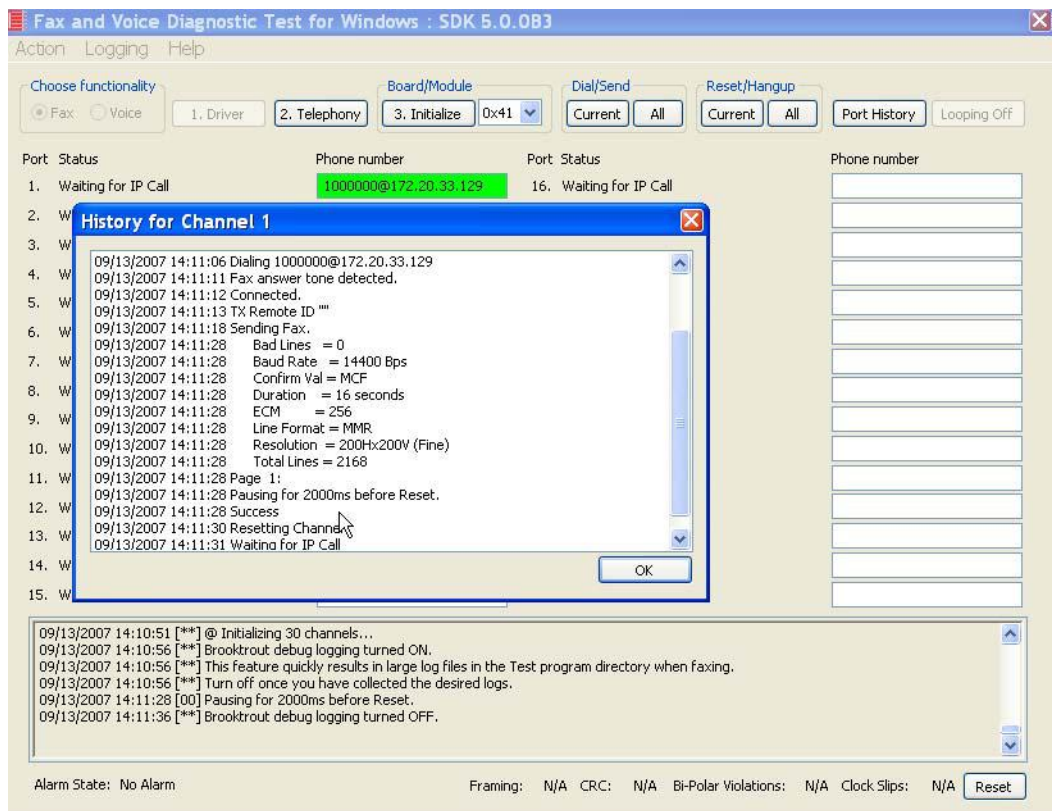 Fax and Voice Diagnostic Test for Windows : SDK 5.0.0B3
Action Logging Help
Choose functionality Board/Module Dial/Send Reset/Hangup
Fax Voice 1. Driver 2. Telephony 3. Initialize 0x41 Current All Current All Port History Looping Off
Port Status Phone number Port Status Phone number
1. Waiting for IP Call 1000000@172.20.33.129 16. Waiting for IP Call
2. W
3. W
4. W
5. W
6. W
7. W
8. W
9. W
10. W
11. W
12. W
13. W
14. W
15. W
History for Channel 1
09/13/2007 14:11:06 Dialing 1000000@172.20.33.129
09/13/2007 14:11:11 Fax answer tone detected.
09/13/2007 14:11:12 Connected.
09/13/2007 14:11:13 TX Remote ID ""
09/13/2007 14:11:18 Sending Fax.
09/13/2007 14:11:28 Bad Lines = 0
09/13/2007 14:11:28 Baud Rate = 14400 Bps
09/13/2007 14:11:28 Confirm Val = MCF
09/13/2007 14:11:28 Duration = 16 seconds
09/13/2007 14:11:28 ECM = 256
09/13/2007 14:11:28 Line Format = MMR
09/13/2007 14:11:28 Resolution = 200Hx200V (Fine)
09/13/2007 14:11:28 Total Lines = 2168
09/13/2007 14:11:28 Page 1:
09/13/2007 14:11:28 Pausing for 2000ms before Reset.
09/13/2007 14:11:28 Success
09/13/2007 14:11:30 Resetting Channel
09/13/2007 14:11:31 Waiting for IP Call
OK
09/13/2007 14:10:51 [**] @ Initializing 30 channels...
09/13/2007 14:10:56 [**] Brooktrout debug logging turned ON.
09/13/2007 14:10:56 [**] This feature quickly results in large log files in the Test program directory when faxing.
09/13/2007 14:10:56 [**] Turn off once you have collected the desired logs.
09/13/2007 14:11:28 [00] Pausing for 2000ms before Reset.
09/13/2007 14:11:36 [**] Brooktrout debug logging turned OFF.
Alarm State: No Alarm Framing: N/A CRC: N/A Bi-Polar Violations: N/A Clock Slips: N/A Reset